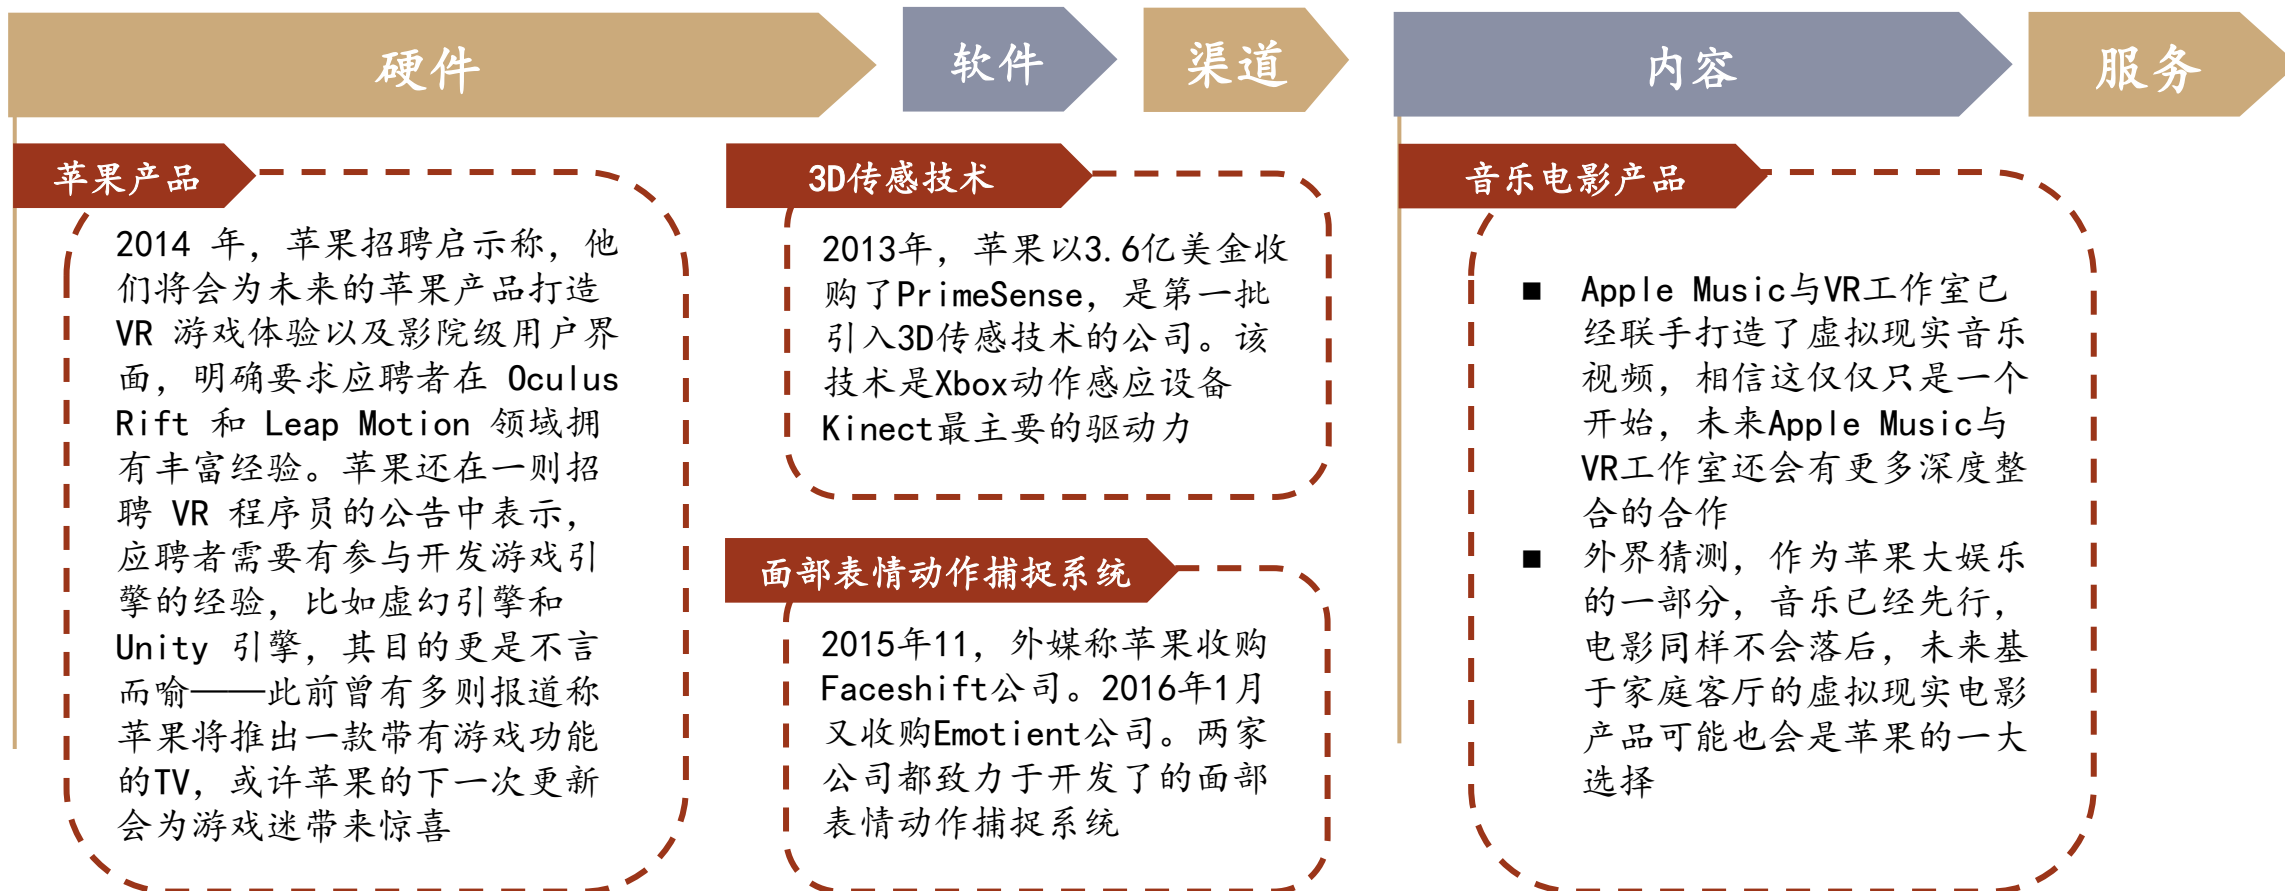 硬件
软件
渠道
内容
服务
苹果产品
2014 年，苹果招聘启示称，他
们将会为未来的苹果产品打造
VR 游戏体验以及影院级用户界
面，明确要求应聘者在 Oculus
Rift 和 Leap Motion 领域拥
有丰富经验。苹果还在一则招
聘 VR 程序员的公告中表示，
应聘者需要有参与开发游戏引
擎的经验，比如虚幻引擎和
Unity 引擎，其目的更是不言
而喻——此前曾有多则报道称
苹果将推出一款带有游戏功能
的TV，或许苹果的下一次更新
会为游戏迷带来惊喜
3D传感技术
2013年，苹果以3.6亿美金收
购了PrimeSense，是第一批
引入3D传感技术的公司。该
技术是Xbox动作感应设备
Kinect最主要的驱动力
面部表情动作捕捉系统
2015年11，外媒称苹果收购
Faceshift公司。2016年1月
又收购Emotient公司。两家
公司都致力于开发了的面部
表情动作捕捉系统
音乐电影产品
■ Apple Music与VR工作室已
经联手打造了虚拟现实音乐
视频，相信这仅仅只是一个
开始，未来Apple Music与
VR工作室还会有更多深度整
合的合作
■ 外界猜测，作为苹果大娱乐
的一部分，音乐已经先行，
电影同样不会落后，未来基
于家庭客厅的虚拟现实电影
产品可能也会是苹果的一大
选择